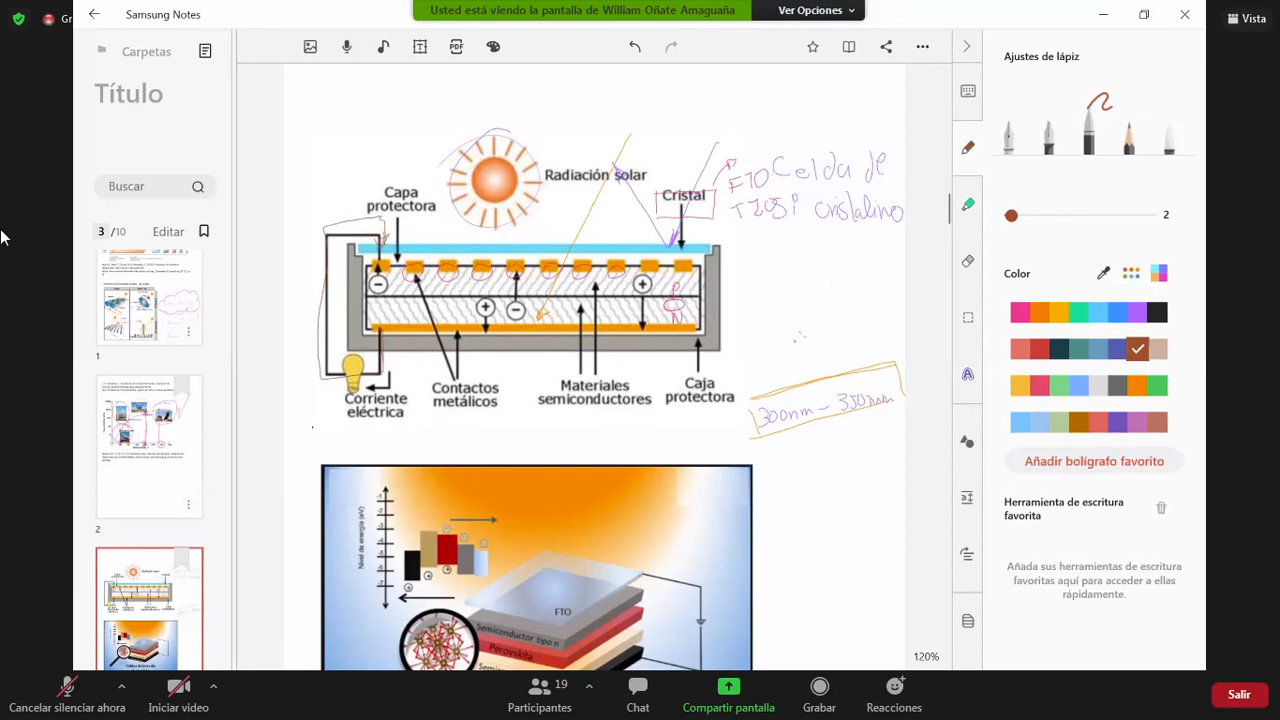 Samsung Notes
Usted está viendo la pantalla de William Oñate Amaguaña
Ver Opciones
Vista
Carpetas
Título
Buscar
3 /10
Editar
1
2
Radiación solar
Capa
protectora
Cristal
FTO
Celda de
Si cristalino
Corriente
eléctrica
Contactos
metálicos
Materiales
semiconductores
Caja
protectora
P
N
300nm - 350nm
Nivel de energía (eV)
FTO
Semiconductor tipo n
Perovskita
120%
Ajustes de lápiz
2
Color
Añadir bolígrafo favorito
Herramienta de escritura
favorita
Añada sus herramientas de escritura
favoritas aquí para acceder a ellas
rápidamente.
Cancelar silenciar ahora
Iniciar video
19
Participantes
Chat
Compartir pantalla
Grabar
Reacciones
Salir